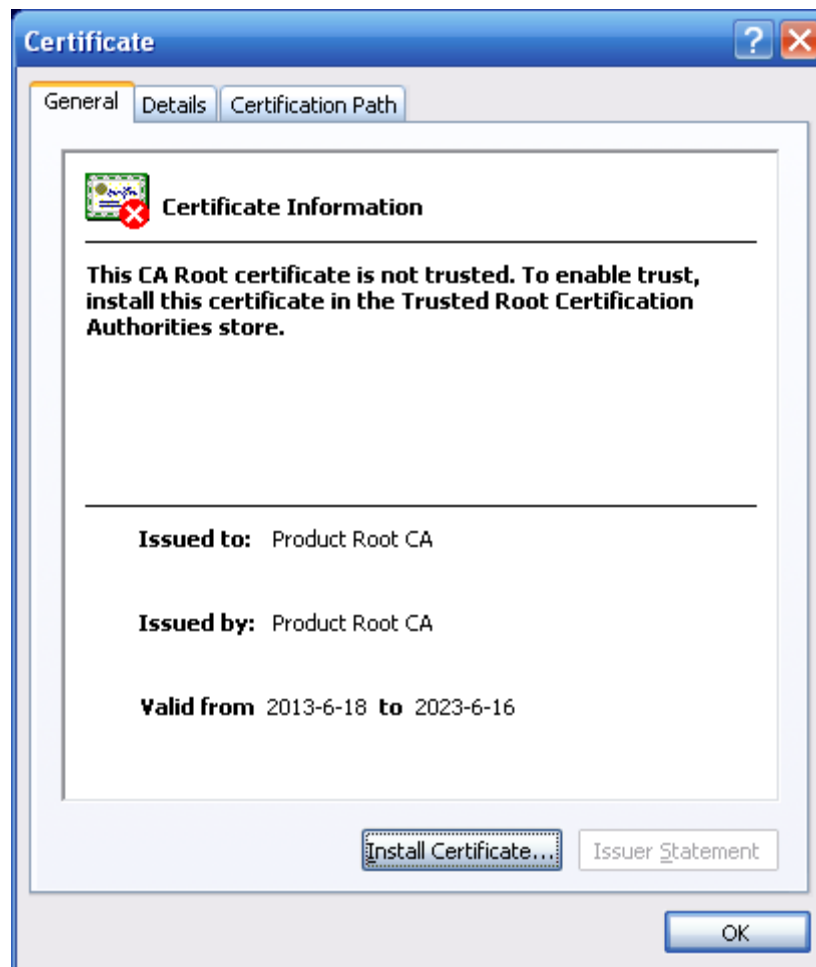 Certificate
General Details Certification Path
Certificate Information
This CA Root certificate is not trusted. To enable trust,
install this certificate in the Trusted Root Certification
Authorities store.
Issued to: Product Root CA
Issued by: Product Root CA
Valid from 2013-6-18 to 2023-6-16
Install Certificate... Issuer Statement
OK